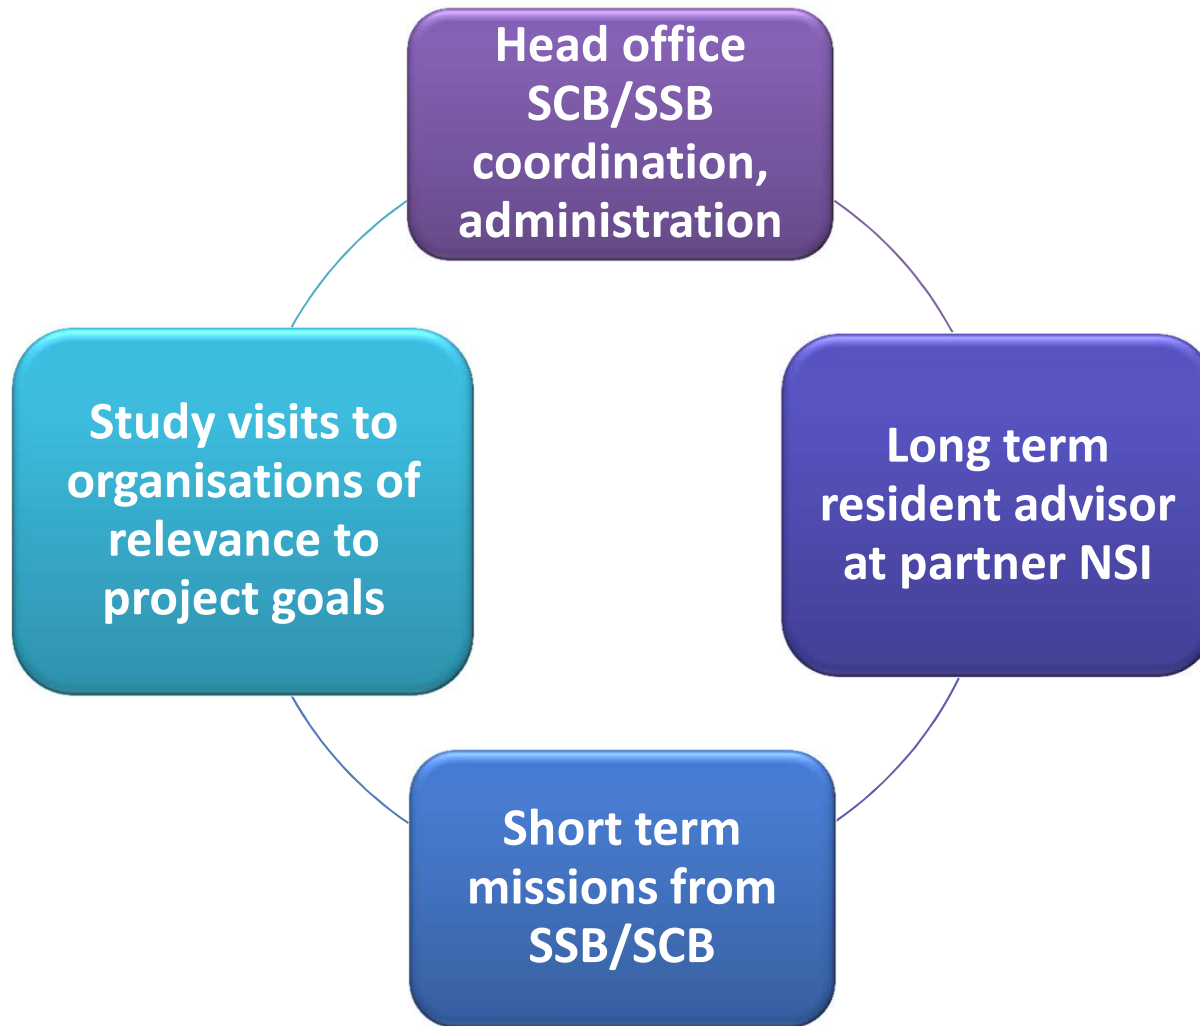 Head office
SCB/SSB
coordination,
administration
Study visits to
organisations of
relevance to
project goals
Long term
resident advisor
at partner NSI
Short term
missions from
SSB/SCB